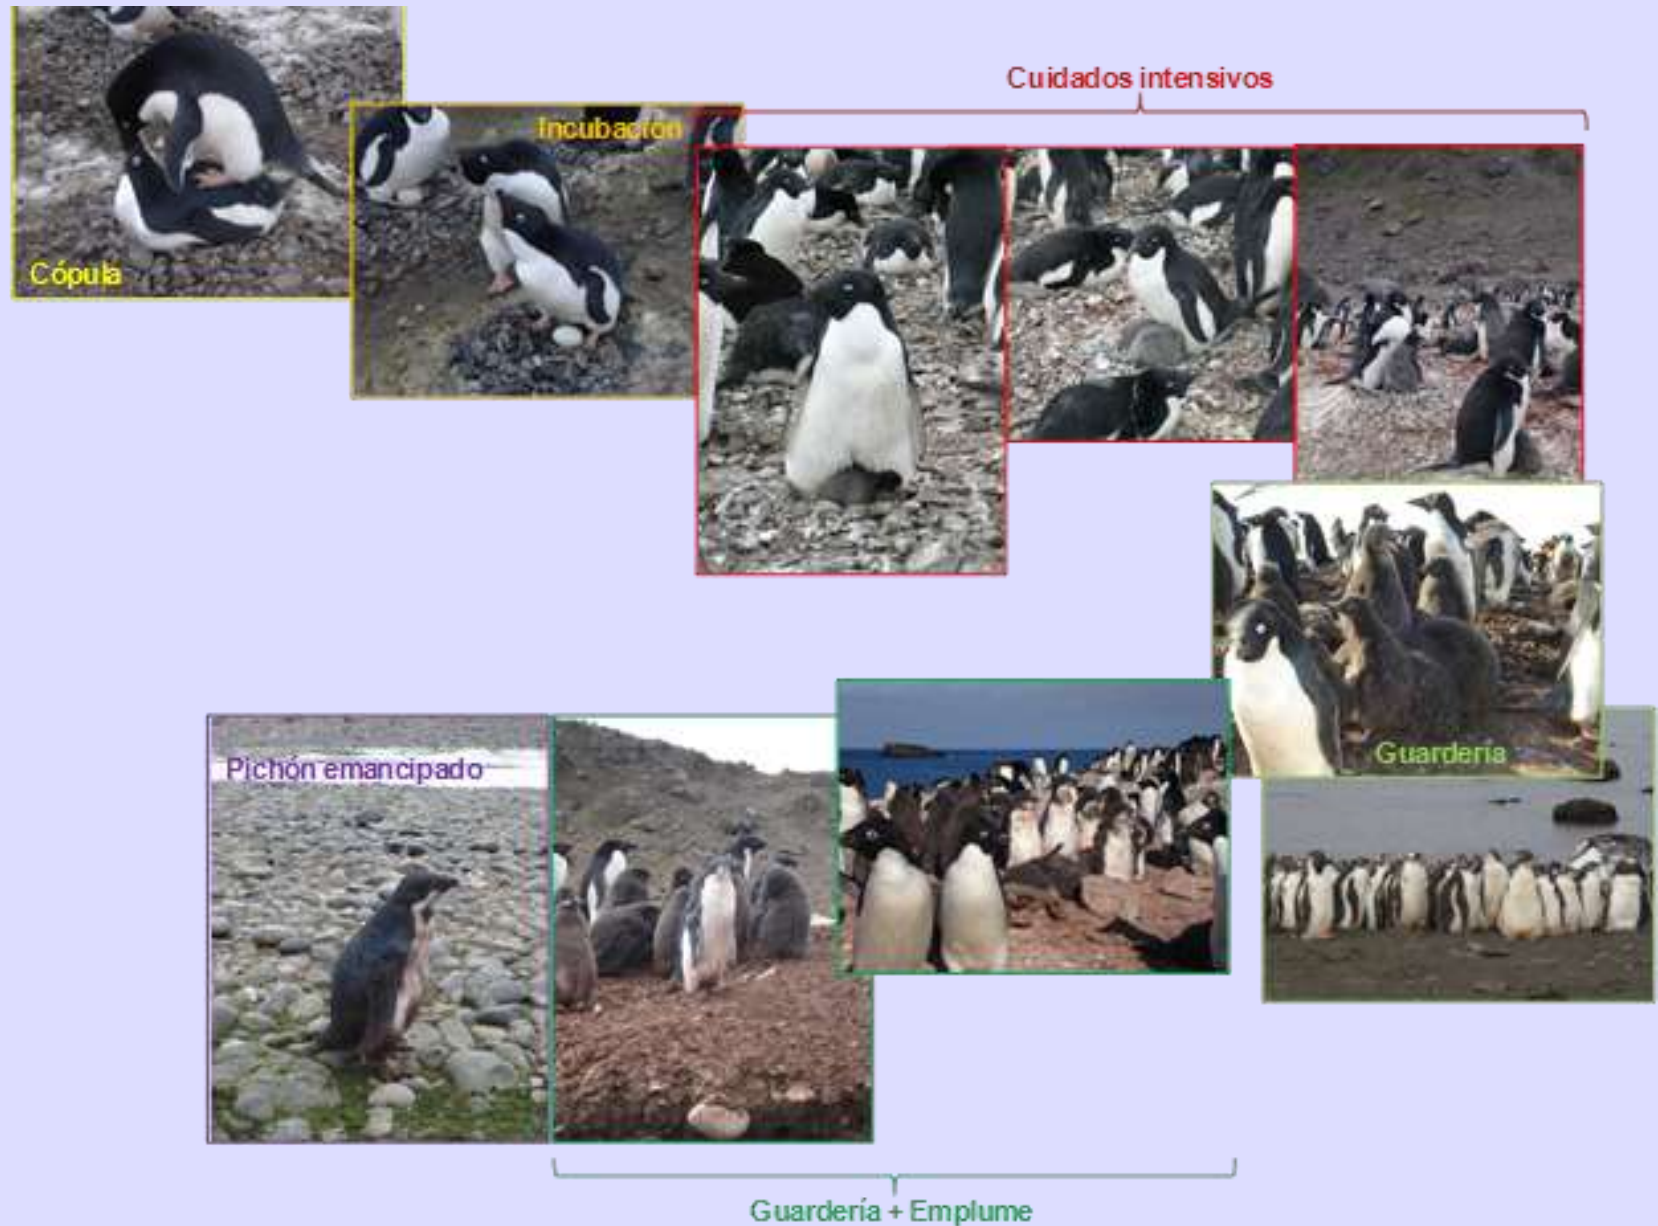 Cuidados intensivos
Incubación
Cópula
Guardería
Pichón emancipado
Guardería + Emplume